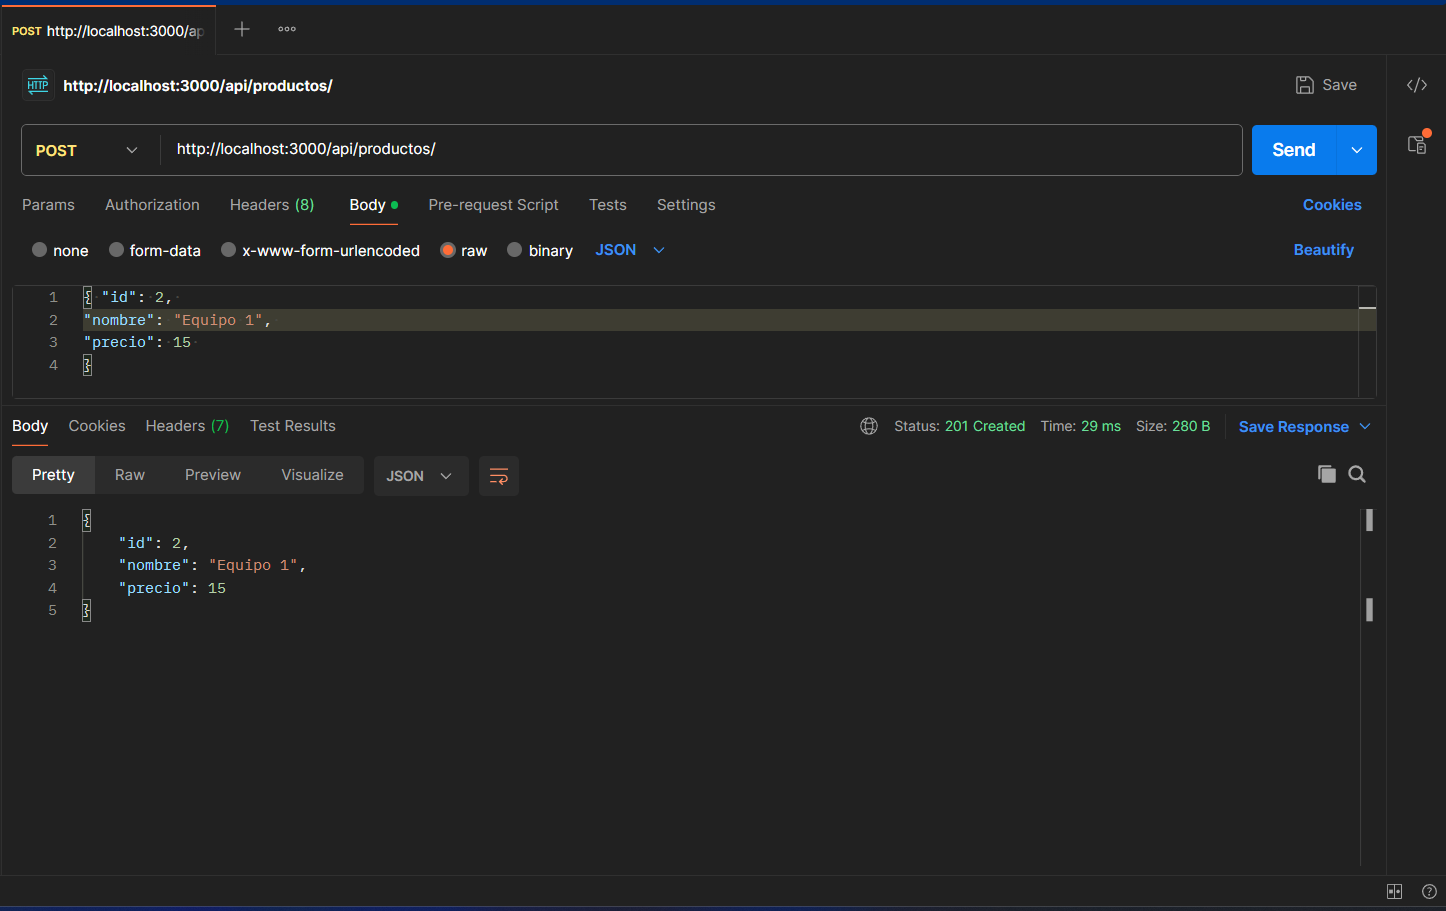 POST http://localhost:3000/ap
HTTP http://localhost:3000/api/productos/
Save
POST http://localhost:3000/api/productos/
Send
Params Authorization Headers (8) Body Pre-request Script Tests Settings Cookies
none form-data x-www-form-urlencoded raw binary JSON Beautify
1 { "id": 2,
2 "nombre": "Equipo 1",
3 "precio": 15
4 }
Body Cookies Headers (7) Test Results Status: 201 Created Time: 29 ms Size: 280 B Save Response
Pretty Raw Preview Visualize JSON
1 {
2 "id": 2,
3 "nombre": "Equipo 1",
4 "precio": 15
5 }